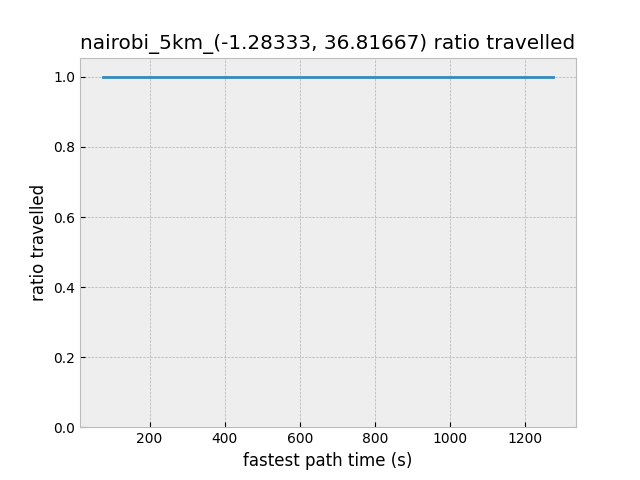 nairobi_5km_(-1.28333, 36.81667) ratio travelled
1.0
0.8
0.6
0.4
0.2
0.0
ratio travelled
200 400 600 800 1000 1200
fastest path time (s)